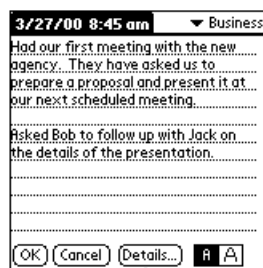 3/27/00 8:45 am ▼ Business
Had our first meeting with the new
agency. They have asked us to
prepare a proposal and present it at
our next scheduled meeting.
Asked Bob to follow up with Jack on
the details of the presentation.
OK Cancel Details... A A